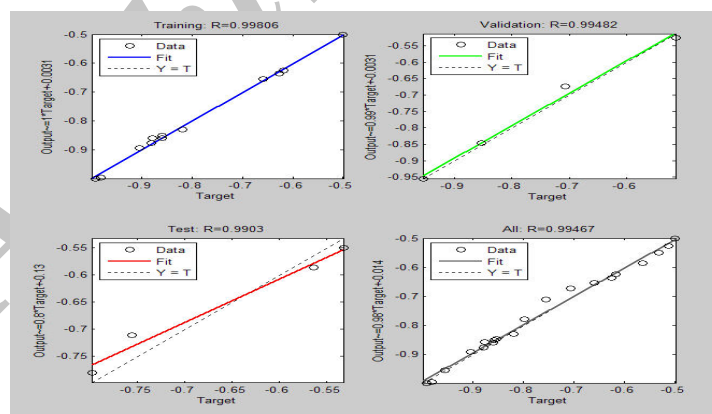 Training: R=0.99806
Data
Fit
Y = T
Output~=1*Target+0.0031
-0.5
-0.6
-0.7
-0.8
-0.9
-0.9 -0.8 -0.7 -0.6 -0.5
Target
Validation: R=0.99482
Data
Fit
Y = T
Output~=0.99*Target+0.0031
-0.55
-0.6
-0.65
-0.7
-0.75
-0.8
-0.85
-0.9
-0.95
-0.9 -0.8 -0.7 -0.6
Target
Test: R=0.9903
Data
Fit
Y = T
Output~=0.8*Target+0.13
-0.55
-0.6
-0.65
-0.7
-0.75
-0.75 -0.7 -0.65 -0.6 -0.55
Target
All: R=0.99467
Data
Fit
Y = T
Output~=0.98*Target+0.014
-0.5
-0.6
-0.7
-0.8
-0.9
-0.9 -0.8 -0.7 -0.6 -0.5
Target